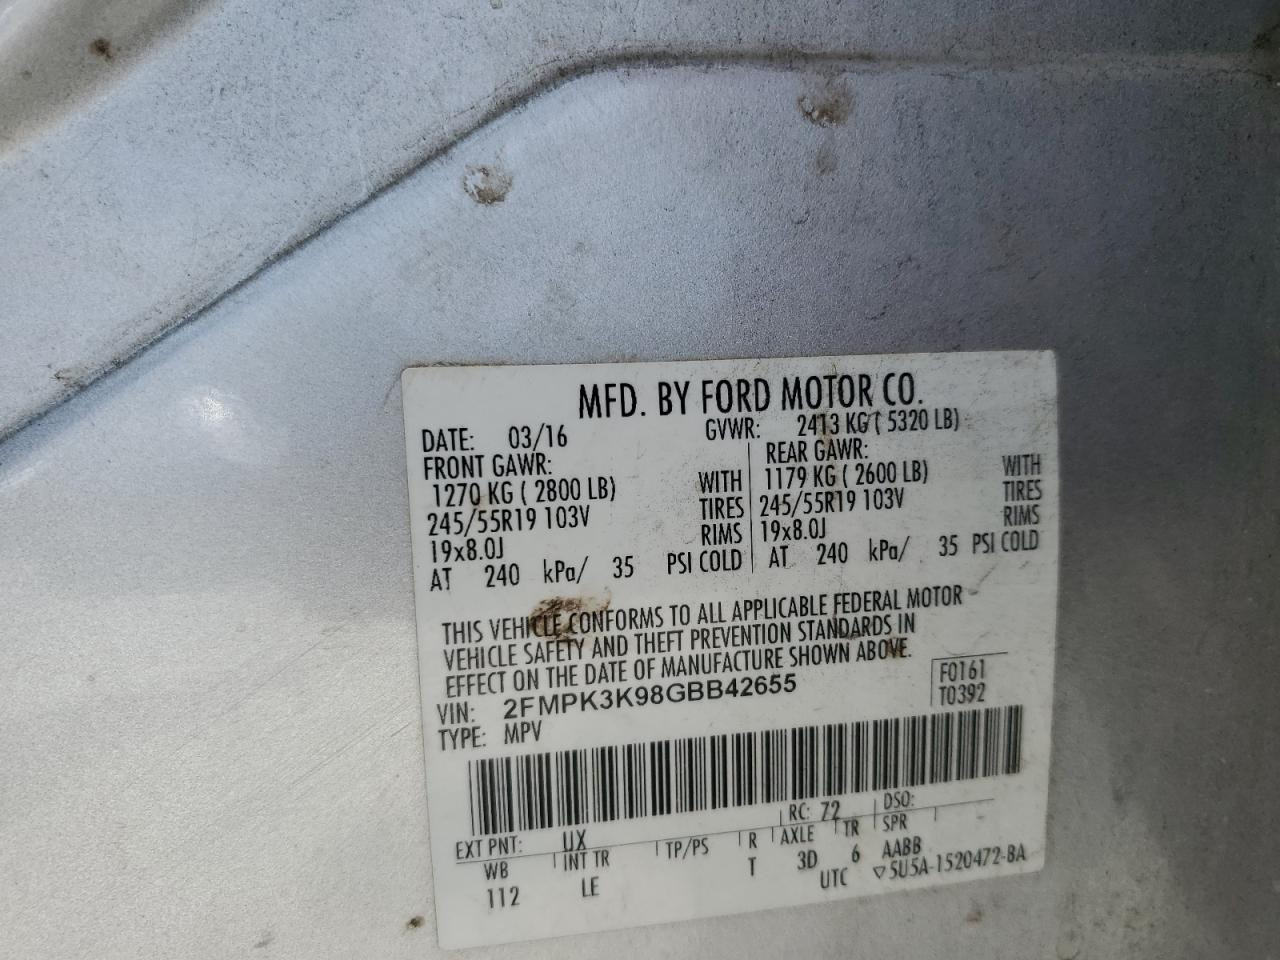 MFD. BY FORD MOTOR CO.
DATE: 03/16 GVWR: 2413 KG ( 5320 LB)
FRONT GAWR: REAR GAWR:
1270 KG ( 2800 LB) WITH 1179 KG ( 2600 LB) WITH
245/55R19 103V TIRES 245/55R19 103V TIRES
19x8.0J RIMS 19x8.0J RIMS
AT 240 kPa/ 35 PSI COLD AT 240 kPa/ 35 PSI COLD
THIS VEHICLE CONFORMS TO ALL APPLICABLE FEDERAL MOTOR
VEHICLE SAFETY AND THEFT PREVENTION STANDARDS IN
EFFECT ON THE DATE OF MANUFACTURE SHOWN ABOVE.
VIN: 2FMPK3K98GBB42655 F0161
TYPE: MPV T0392
EXT PNT: UX RC: 72 DSO:
WB INT TR TP/PS R AXLE TR SPR
112 LE T 3D 6 AABB
UTC ▽5U5A-1520472-BA